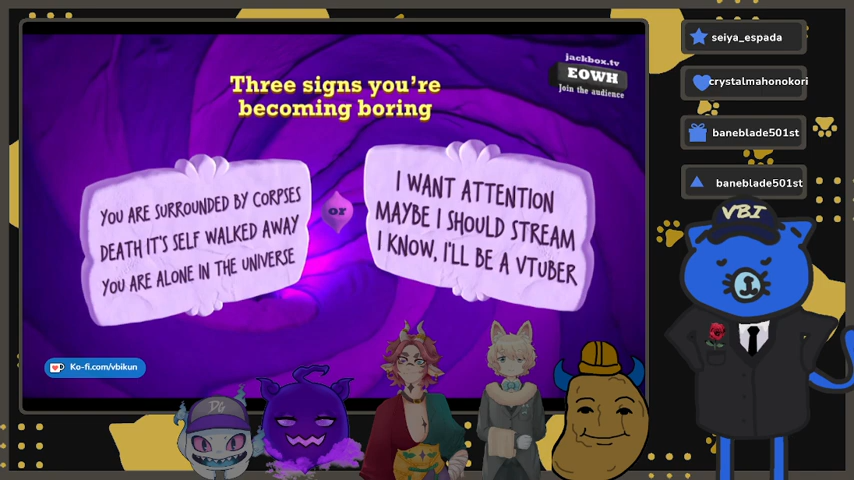 Three signs you're
becoming boring
jackbox.tv
EOWH
Join the audience
YOU ARE SURROUNDED BY CORPSES
DEATH IT'S SELF WALKED AWAY
YOU ARE ALONE IN THE UNIVERSE
or
I WANT ATTENTION
MAYBE I SHOULD STREAM
I KNOW, I'LL BE A VTUBER
Ko-fi.com/vbikun
seiya_espada
crystalmahonokori
baneblade501st
baneblade501st
VBI
DG